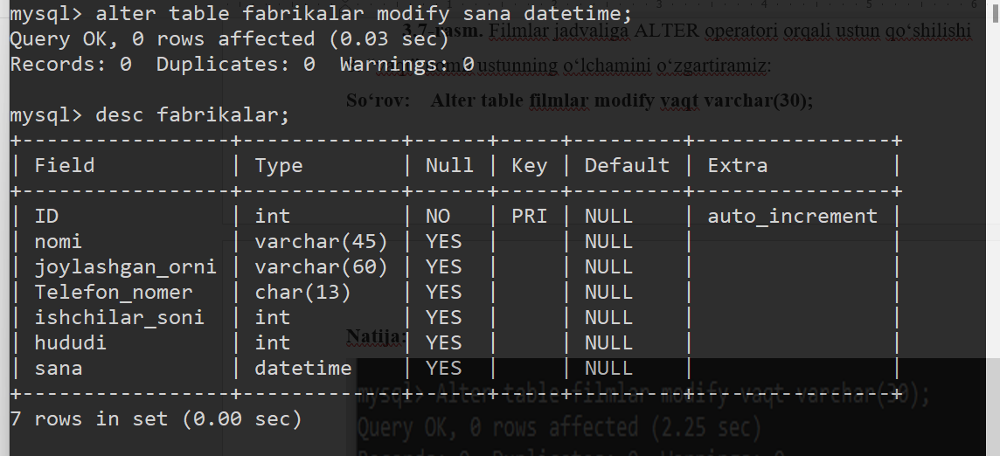 mysql> alter table fabrikalar modify sana datetime;
Query OK, 0 rows affected (0.03 sec)
Records: 0  Duplicates: 0  Warnings: 0
3.7-rasm. Filmlar jadvaliga ALTER operatori orqali ustun qo‘shilishi
ustunning o‘lchamini o‘zgartiramiz:
So‘rov: Alter table filmlar modify vaqt varchar(30);
mysql> desc fabrikalar;
+------------------+-------------+------+-----+---------+----------------+
| Field            | Type        | Null | Key | Default | Extra          |
+------------------+-------------+------+-----+---------+----------------+
| ID               | int         | NO   | PRI | NULL    | auto_increment |
| nomi             | varchar(45) | YES  |     | NULL    |                |
| joylashgan_orni  | varchar(60) | YES  |     | NULL    |                |
| Telefon_nomer    | char(13)    | YES  |     | NULL    |                |
| ishchilar_soni   | int         | YES  |     | NULL    |                |
| hududi           | int         | YES  |     | NULL    |                |
| sana             | datetime    | YES  |     | NULL    |                |
+------------------+-------------+------+-----+---------+----------------+
7 rows in set (0.00 sec)
Natija:
mysql> Alter table filmlar modify vaqt varchar(30);
Query OK, 0 rows affected (2.25 sec)